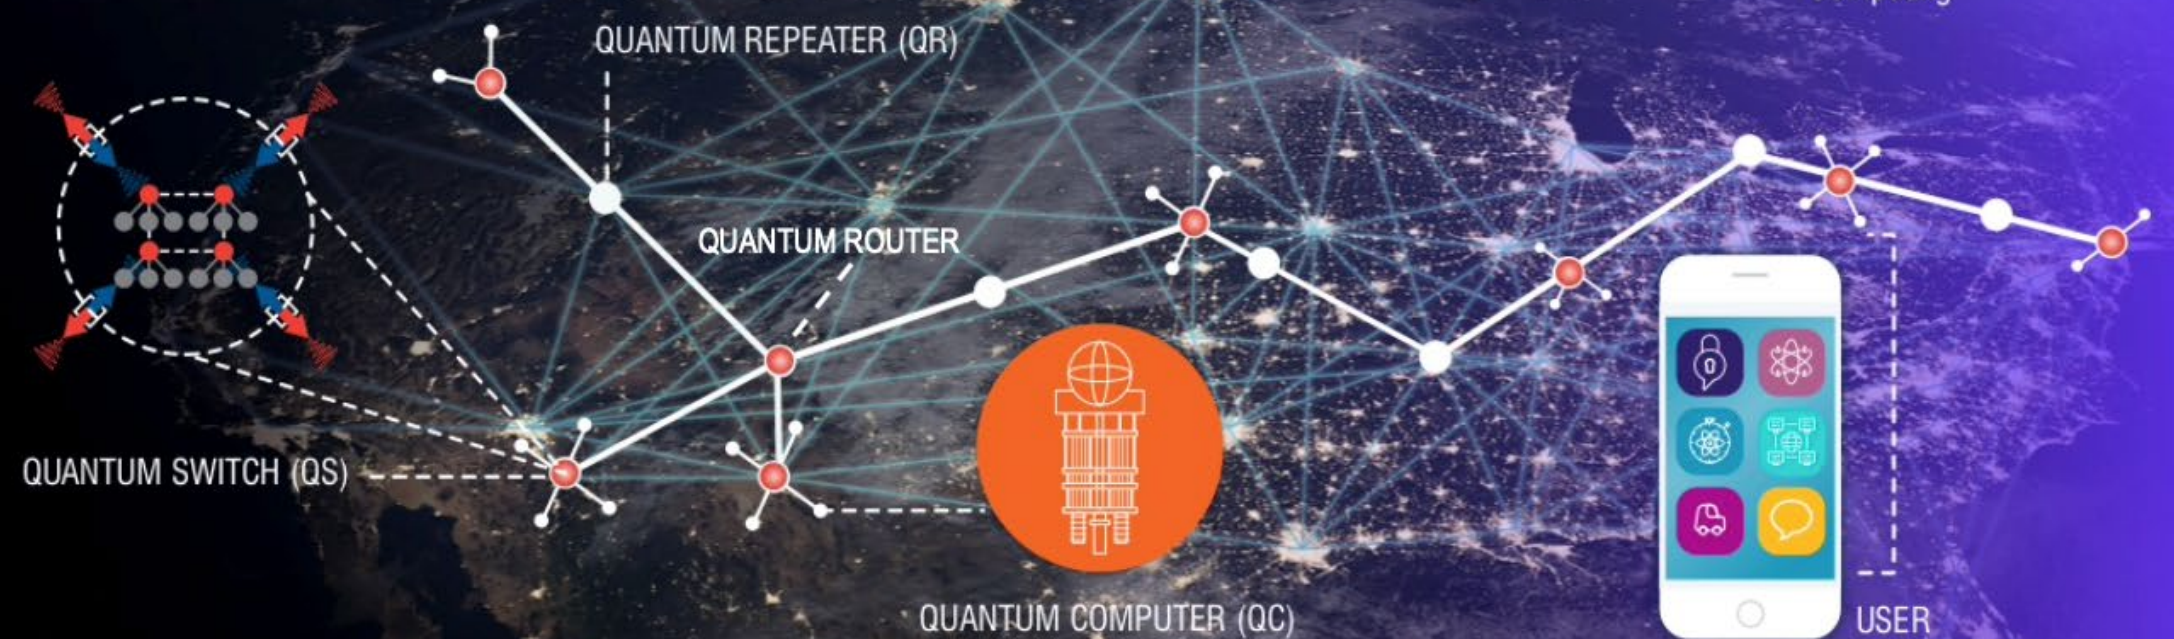 QUANTUM REPEATER (QR)
QUANTUM ROUTER
QUANTUM SWITCH (QS)
QUANTUM COMPUTER (QC)
USER